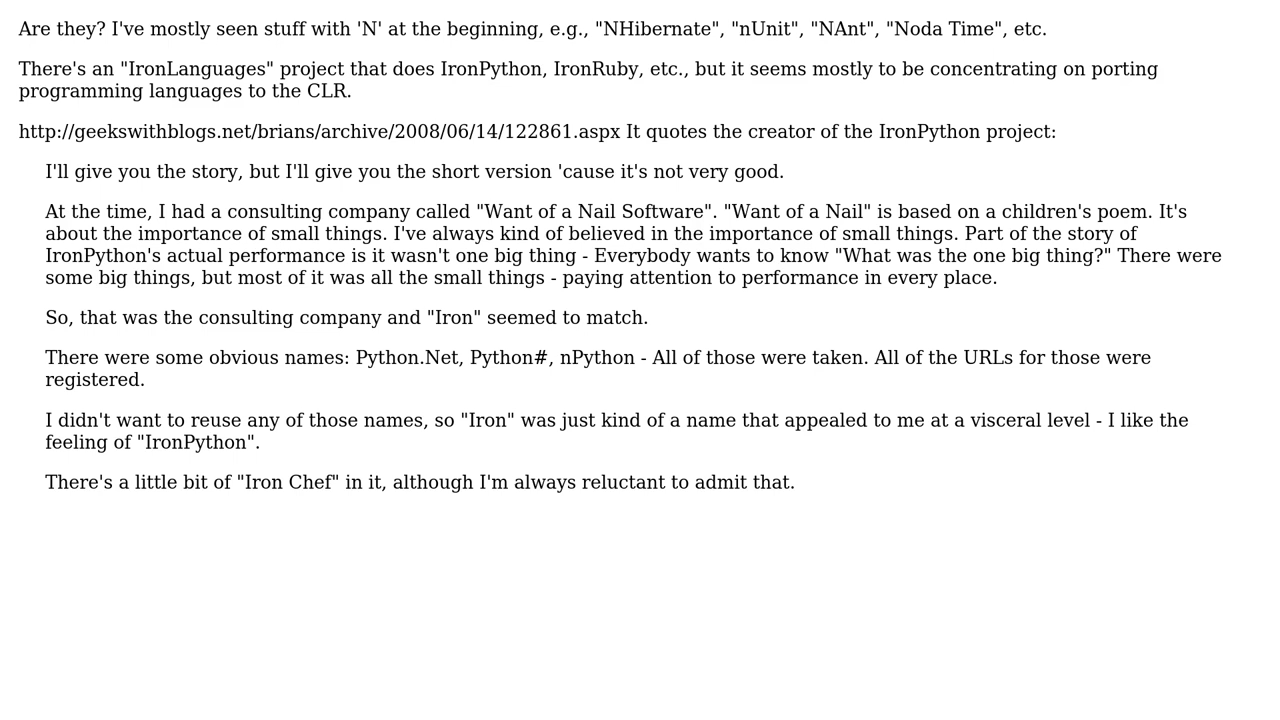 Are they? I've mostly seen stuff with 'N' at the beginning, e.g., "NHibernate", "nUnit", "NAnt", "Noda Time", etc.
There's an "IronLanguages" project that does IronPython, IronRuby, etc., but it seems mostly to be concentrating on porting
programming languages to the CLR.
http://geekswithblogs.net/brians/archive/2008/06/14/122861.aspx It quotes the creator of the IronPython project:
I'll give you the story, but I'll give you the short version 'cause it's not very good.
At the time, I had a consulting company called "Want of a Nail Software". "Want of a Nail" is based on a children's poem. It's
about the importance of small things. I've always kind of believed in the importance of small things. Part of the story of
IronPython's actual performance is it wasn't one big thing - Everybody wants to know "What was the one big thing?" There were
some big things, but most of it was all the small things - paying attention to performance in every place.
So, that was the consulting company and "Iron" seemed to match.
There were some obvious names: Python.Net, Python#, nPython - All of those were taken. All of the URLs for those were
registered.
I didn't want to reuse any of those names, so "Iron" was just kind of a name that appealed to me at a visceral level - I like the
feeling of "IronPython".
There's a little bit of "Iron Chef" in it, although I'm always reluctant to admit that.